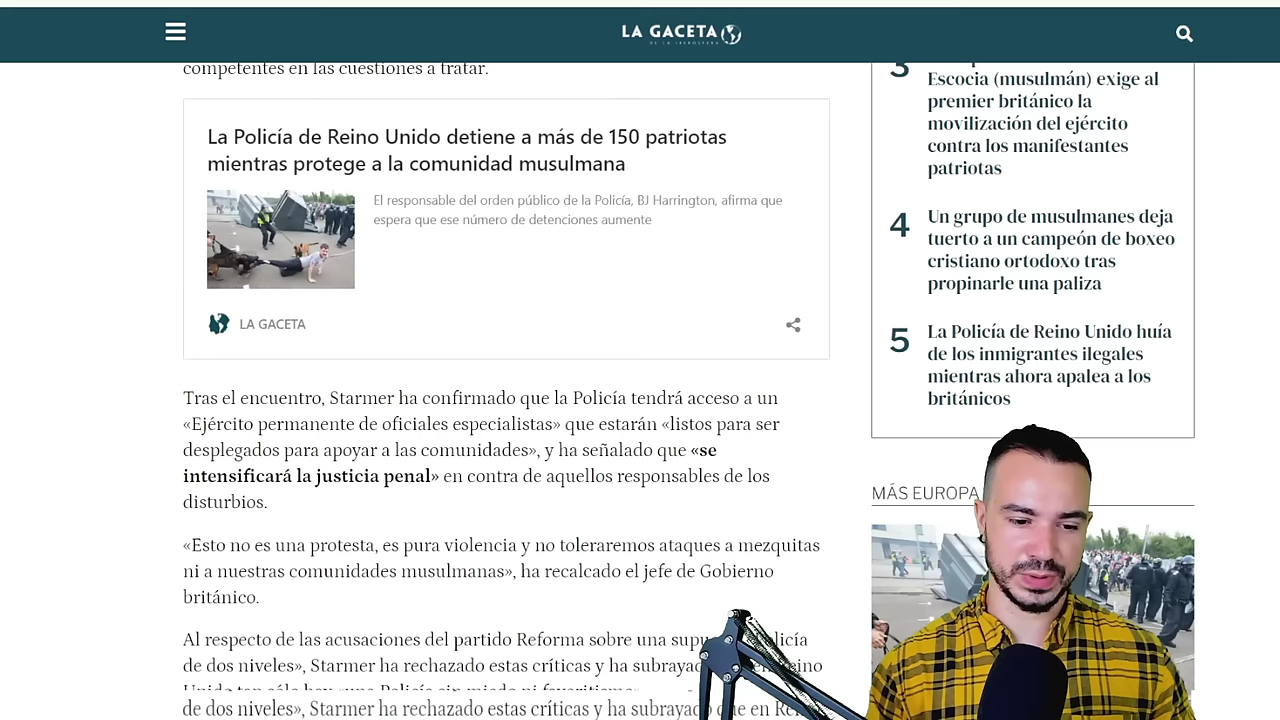 LA GACETA
DE LA IBEROSFERA
competentes en las cuestiones a tratar.
La Policía de Reino Unido detiene a más de 150 patriotas
mientras protege a la comunidad musulmana
El responsable del orden público de la Policía, BJ Harrington, afirma que
espera que ese número de detenciones aumente
LA GACETA
Tras el encuentro, Starmer ha confirmado que la Policía tendrá acceso a un
«Ejército permanente de oficiales especialistas» que estarán «listos para ser
desplegados para apoyar a las comunidades», y ha señalado que «se
intensificará la justicia penal» en contra de aquellos responsables de los
disturbios.
«Esto no es una protesta, es pura violencia y no toleraremos ataques a mezquitas
ni a nuestras comunidades musulmanas», ha recalcado el jefe de Gobierno
británico.
Al respecto de las acusaciones del partido Reforma sobre una
de dos niveles», Starmer ha rechazado estas críticas y ha
de dos niveles», Starmer ha rechazado estas críticas y ha subrayado que en
3
Escocia (musulmán) exige al
premier británico la
movilización del ejército
contra los manifestantes
patriotas
4
Un grupo de musulmanes deja
tuerto a un campeón de boxeo
cristiano ortodoxo tras
propinarle una paliza
5
La Policía de Reino Unido huía
de los inmigrantes ilegales
mientras ahora apalea a los
británicos
MÁS EUROPA